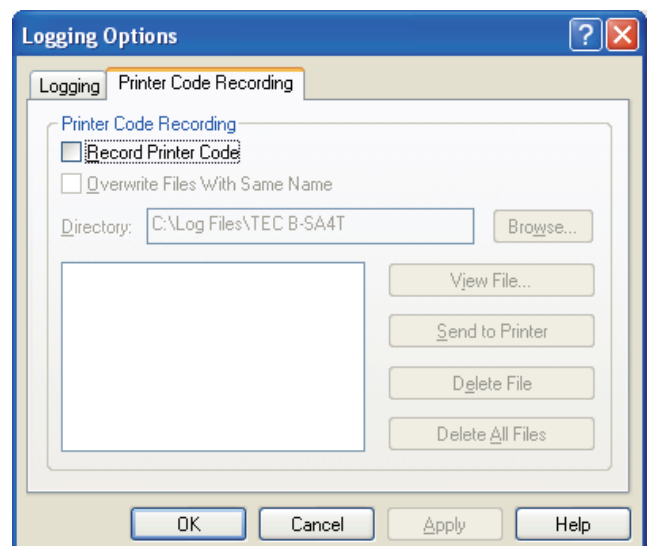 Logging Options
Logging Printer Code Recording
Printer Code Recording
Record Printer Code
Overwrite Files With Same Name
Directory: C:\Log Files\TEC B-SA4T Browse...
View File...
Send to Printer
Delete File
Delete All Files
OK Cancel Apply Help